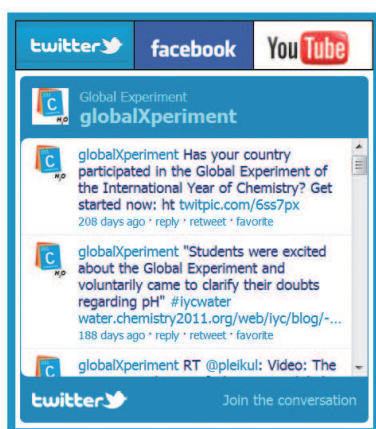 twitter
facebook
You Tube
Global Experiment
globalXperiment
globalXperiment Has your country
participated in the Global Experiment of
the International Year of Chemistry? Get
started now: ht twitpic.com/6ss7px
208 days ago · reply · retweet · favorite
globalXperiment "Students were excited
about the Global Experiment and
voluntarily came to clarify their doubts
regarding pH" #iycwater
water.chemistry2011.org/web/iyc/blog/-...
188 days ago · reply · retweet · favorite
globalXperiment RT @pleikul: Video: The
twitter
Join the conversation